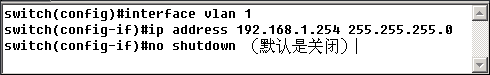 switch(config)#interface vlan 1
switch(config-if)#ip address 192.168.1.254 255.255.255.0
switch(config-if)#no shutdown （默认是关闭）